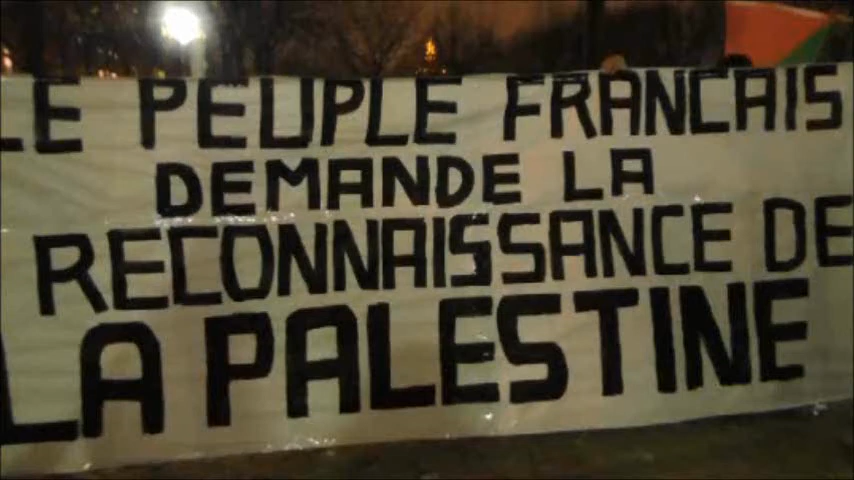 LE PEUPLE FRANCAIS
DEMANDE LA
RECONNAISSANCE DE
LA PALESTINE